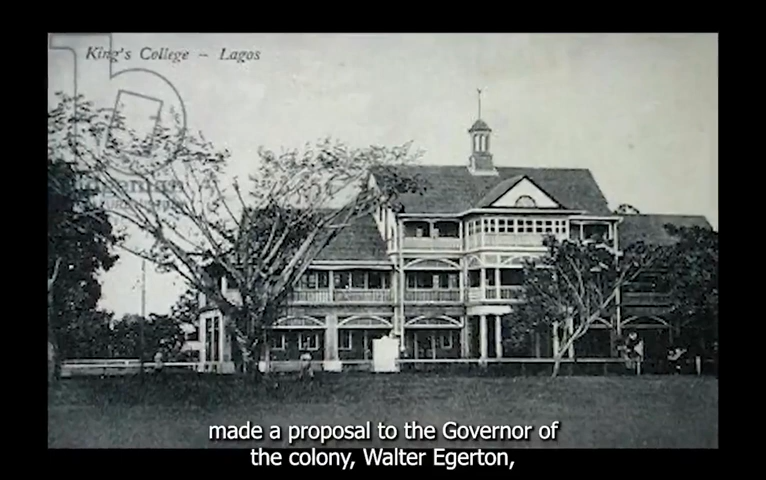 King's College – Lagos
made a proposal to the Governor of
the colony, Walter Egerton,